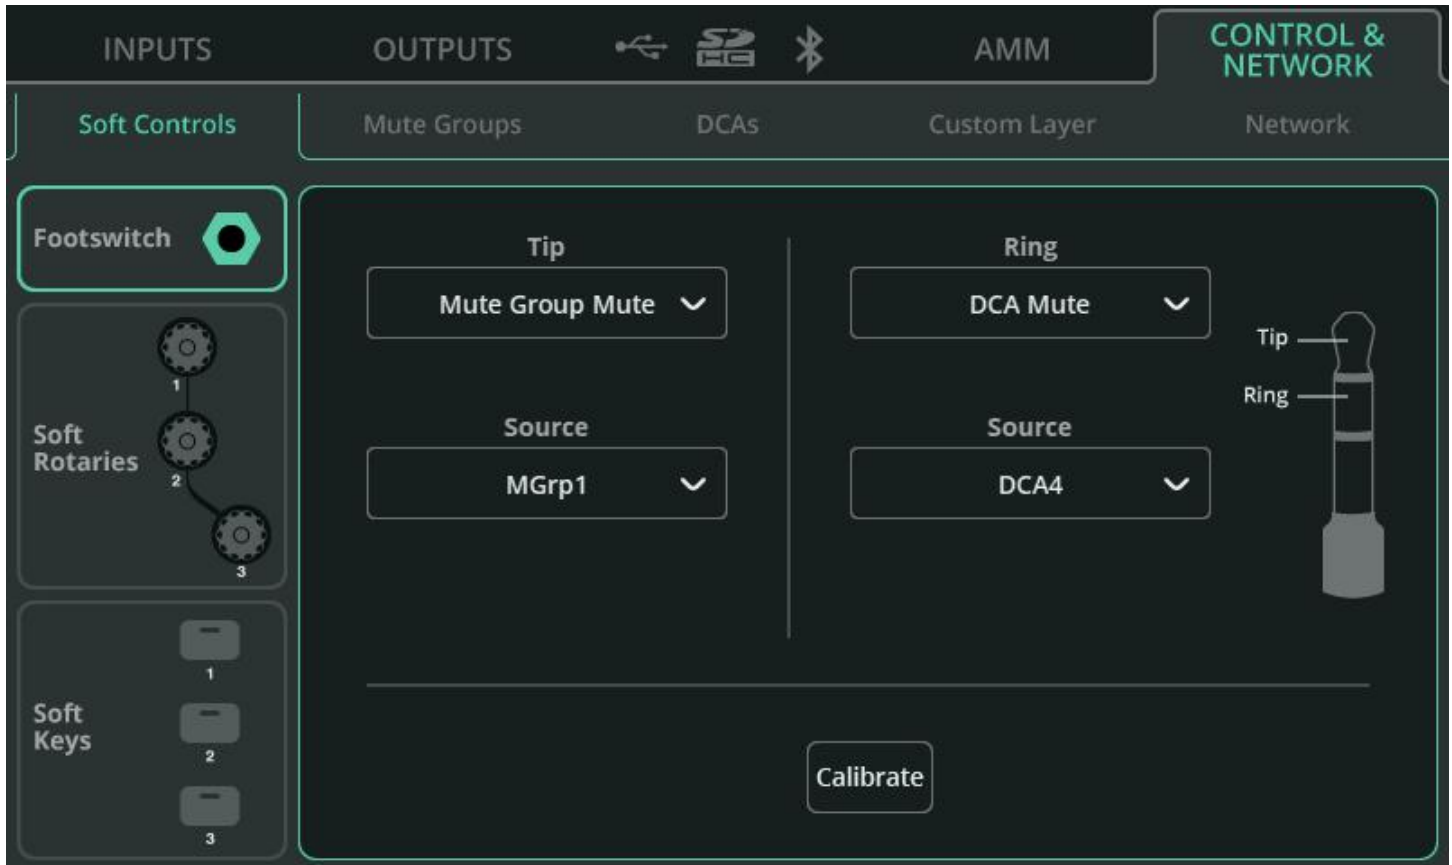 INPUTS
OUTPUTS
SD
HC
AMM
CONTROL &
NETWORK
Soft Controls
Mute Groups
DCAs
Custom Layer
Network
Footswitch
Soft
Rotaries
1
2
3
Soft
Keys
1
2
3
Tip
Mute Group Mute
Source
MGrp1
Ring
DCA Mute
Source
DCA4
Tip
Ring
Calibrate